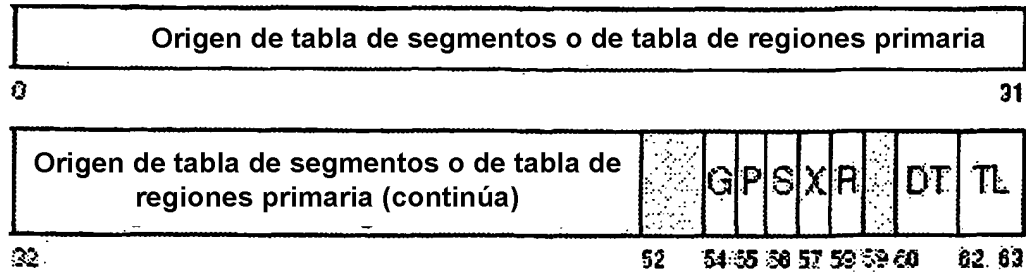 Origen de tabla de segmentos o de tabla de regiones primaria
0 31
Origen de tabla de segmentos o de tabla de
regiones primaria (continúa)
G P S X R DT TL
32 52 54 55 56 57 58 59 60 62 63